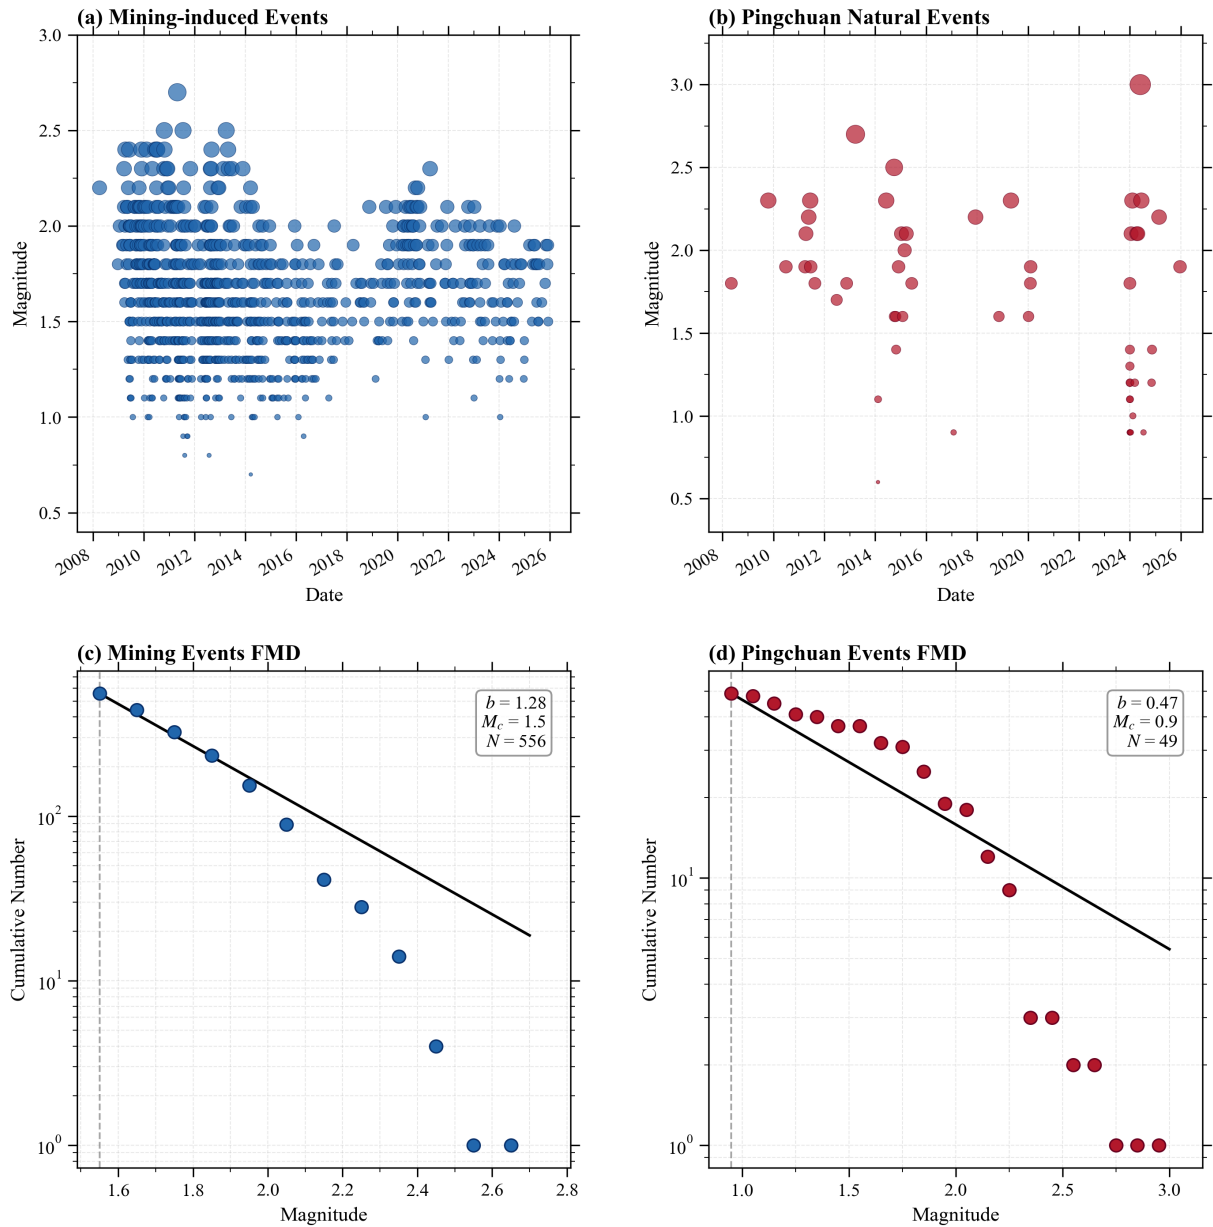 (a) Mining-induced Events
3.0
2.5
2.0
1.5
1.0
0.5
Magnitude
2008
2010
2012
2014
2016
2018
2020
2022
2024
2026
Date
(b) Pingchuan Natural Events
3.0
2.5
2.0
1.5
1.0
0.5
Magnitude
2008
2010
2012
2014
2016
2018
2020
2022
2024
2026
Date
(c) Mining Events FMD
b = 1.28
M_c = 1.5
N = 556
10^2
10^1
10^0
Cumulative Number
1.6
1.8
2.0
2.2
2.4
2.6
2.8
Magnitude
(d) Pingchuan Events FMD
b = 0.47
M_c = 0.9
N = 49
10^1
10^0
Cumulative Number
1.0
1.5
2.0
2.5
3.0
Magnitude